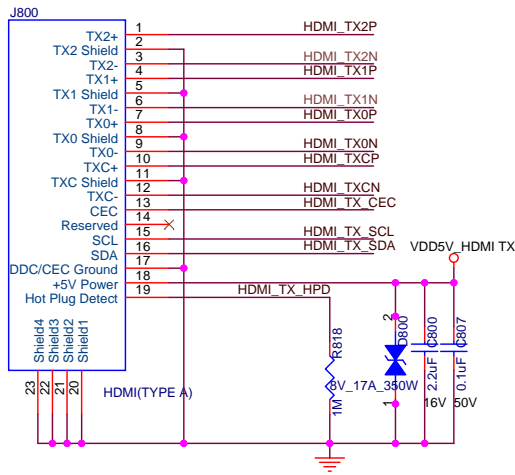 J800
TX2+ 1 HDMI_TX2P
TX2 Shield 2
TX2- 3 HDMI_TX2N
TX1+ 4 HDMI_TX1P
TX1 Shield 5
TX1- 6 HDMI_TX1N
TX0+ 7 HDMI_TX0P
TX0 Shield 8
TX0- 9 HDMI_TX0N
TXC+ 10 HDMI_TXCP
TXC Shield 11
TXC- 12 HDMI_TXCN
CEC 13 HDMI_TX_CEC
Reserved 14
SCL 15 HDMI_TX_SCL
SDA 16 HDMI_TX_SDA
DDC/CEC Ground 17
+5V Power 18
Hot Plug Detect 19 HDMI_TX_HPD
VDD5V_HDMI TX
Shield4
Shield3
Shield2
Shield1
23
22
21
20
HDMI(TYPE A)
R818
1M
2
D800
1
8V_17A_350W
C800
2.2uF
16V
C807
0.1uF
50V